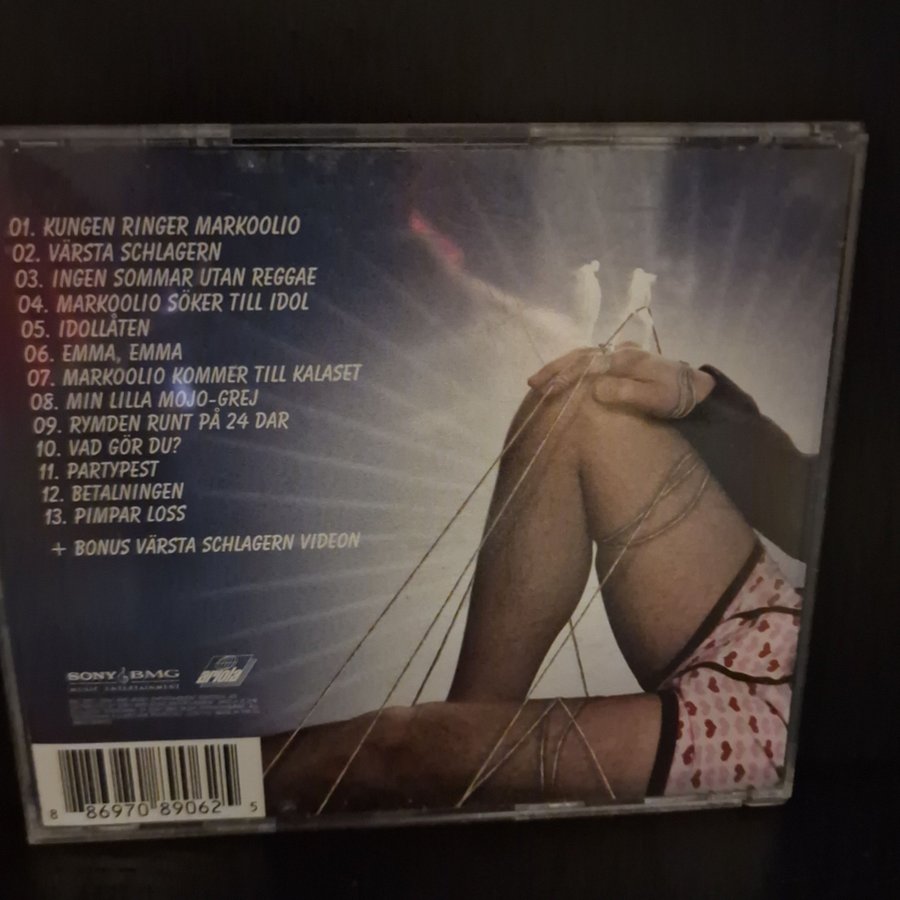 01. KUNGEN RINGER MARKOOLIO
02. VÄRSTA SCHLAGERN
03. INGEN SOMMAR UTAN REGGAE
04. MARKOOLIO SÖKER TILL IDOL
05. IDOLLÅTEN
06. EMMA, EMMA
07. MARKOOLIO KOMMER TILL KALASET
08. MIN LILLA MOJO-GREJ
09. RYMDEN RUNT PÅ 24 DAR
10. VAD GÖR DU?
11. PARTYPEST
12. BETALNINGEN
13. PIMPAR LOSS
+ BONUS VÄRSTA SCHLAGERN VIDEON
SONY BMG
MUSIC ENTERTAINMENT
ariola
8 86970 89062 5